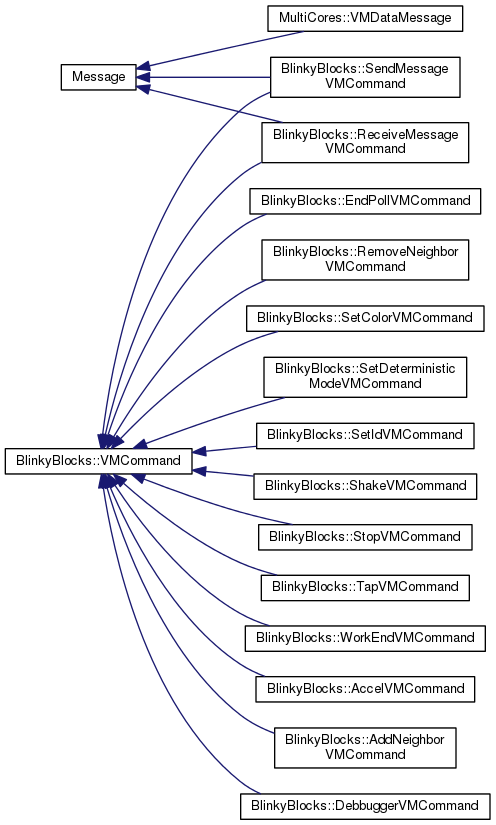 MultiCores::VMDataMessage
Message
BlinkyBlocks::SendMessage
VMCommand
BlinkyBlocks::ReceiveMessage
VMCommand
BlinkyBlocks::EndPollVMCommand
BlinkyBlocks::RemoveNeighbor
VMCommand
BlinkyBlocks::SetColorVMCommand
BlinkyBlocks::SetDeterministic
ModeVMCommand
BlinkyBlocks::SetIdVMCommand
BlinkyBlocks::VMCommand
BlinkyBlocks::ShakeVMCommand
BlinkyBlocks::StopVMCommand
BlinkyBlocks::TapVMCommand
BlinkyBlocks::WorkEndVMCommand
BlinkyBlocks::AccelVMCommand
BlinkyBlocks::AddNeighbor
VMCommand
BlinkyBlocks::DebbuggerVMCommand